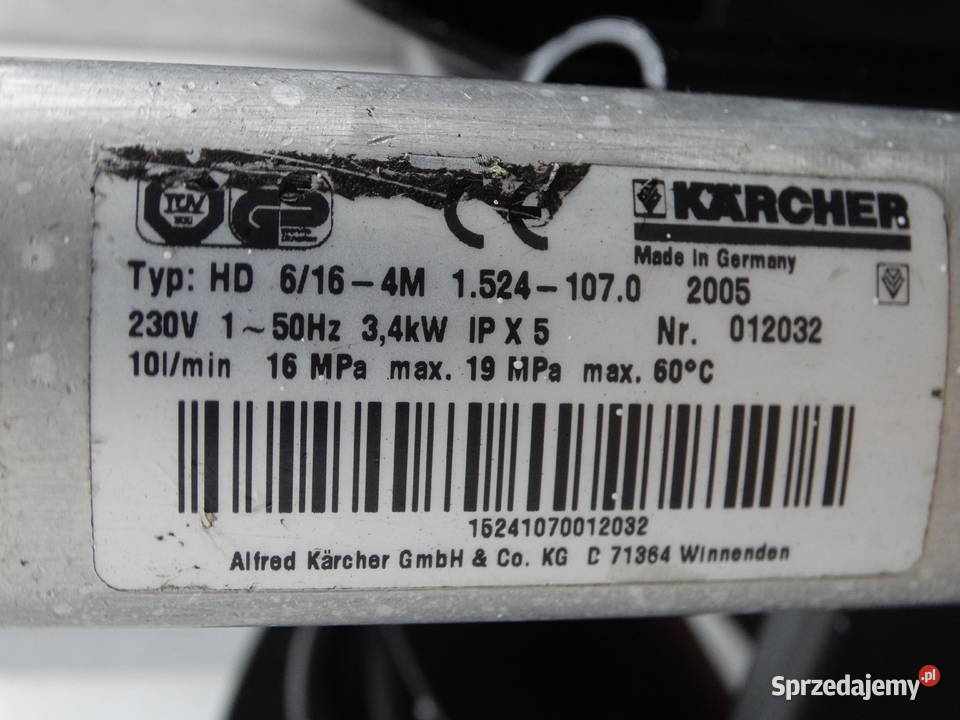 TÜV
CE
KÄRCHER
Made in Germany
Typ: HD 6/16-4M 1.524-107.0 2005
230V 1~50Hz 3,4kW IP X 5 Nr. 012032
10l/min 16 MPa max. 19 MPa max. 60°C
15241070012032
Alfred Kärcher GmbH & Co. KG D 71364 Winnenden
Sprzedajemy.pl